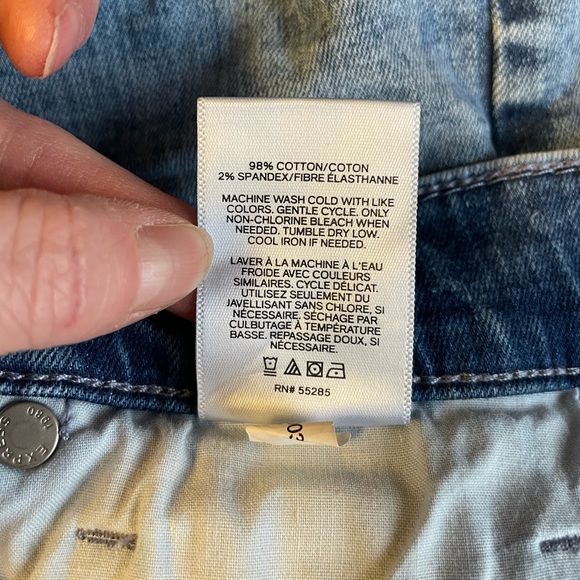 98% COTTON/COTON
2% SPANDEX/FIBRE ÉLASTHANNE
MACHINE WASH COLD WITH LIKE
COLORS. GENTLE CYCLE. ONLY
NON-CHLORINE BLEACH WHEN
NEEDED. TUMBLE DRY LOW.
COOL IRON IF NEEDED.
LAVER À LA MACHINE À L'EAU
FROIDE AVEC COULEURS
SIMILAIRES. CYCLE DÉLICAT.
UTILISEZ SEULEMENT DU
JAVELLISANT SANS CHLORE, SI
NÉCESSAIRE, SÉCHAGE PAR
CULBUTAGE À TEMPÉRATURE
BASSE. REPASSAGE DOUX, SI
NÉCESSAIRE.
RN# 55285
1980